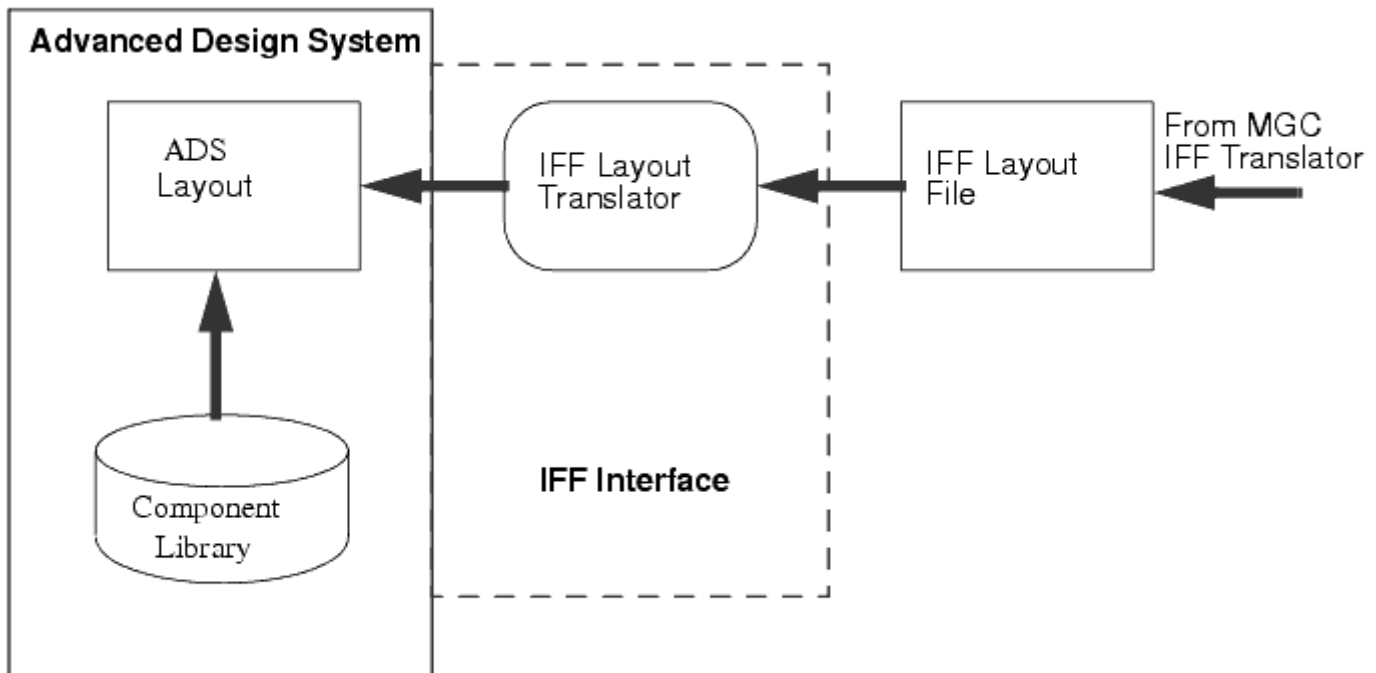 Advanced Design System
ADS
Layout
IFF Layout
Translator
IFF Layout
File
From MGC
IFF Translator
Component
Library
IFF Interface